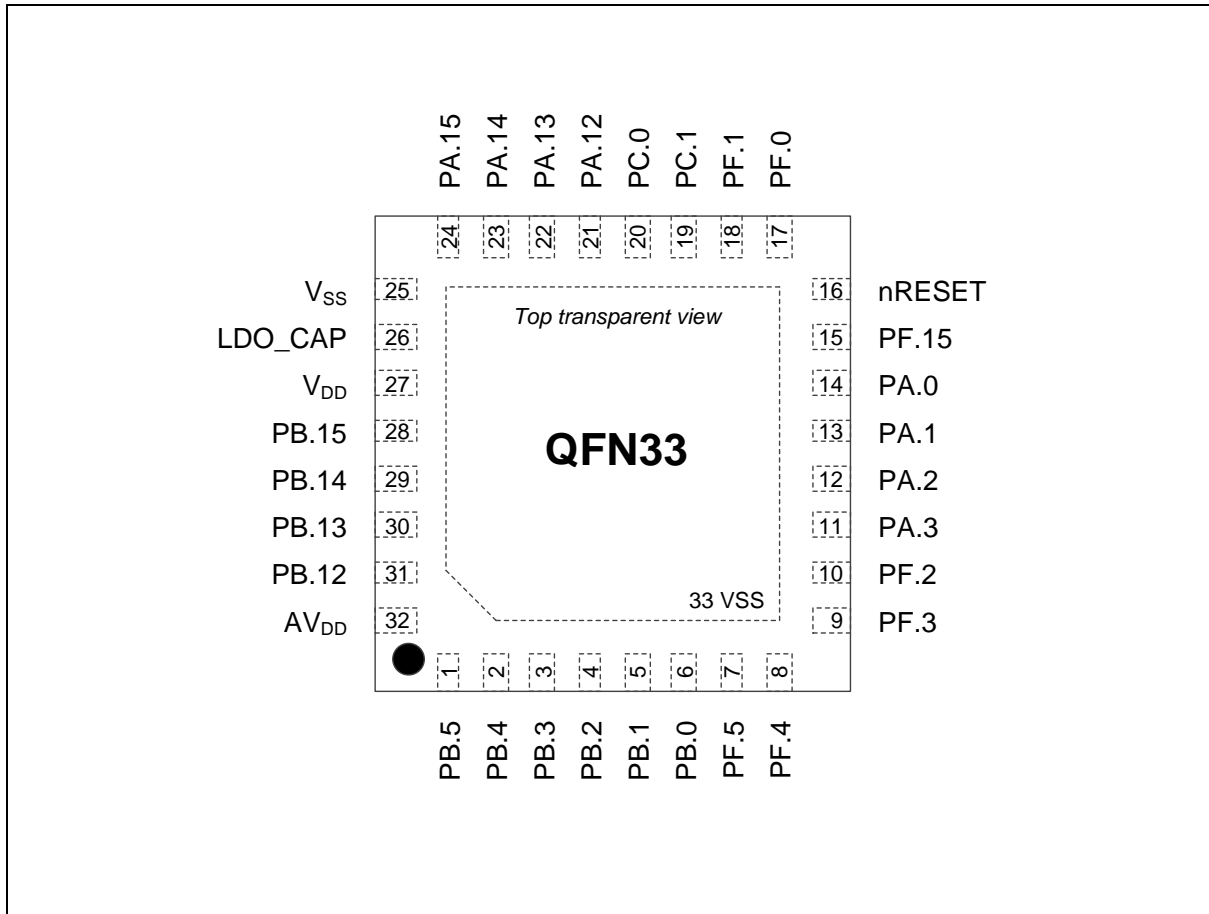 PA.15 PA.14 PA.13 PA.12 PC.0 PC.1 PF.1 PF.0
24 23 22 21 20 19 18 17
VSS 25 16 nRESET
Top transparent view
LDO_CAP 26 15 PF.15
VDD 27 14 PA.0
PB.15 28 13 PA.1
QFN33
PB.14 29 12 PA.2
PB.13 30 11 PA.3
PB.12 31 10 PF.2
33 VSS
AVDD 32 9 PF.3
1 2 3 4 5 6 7 8
PB.5 PB.4 PB.3 PB.2 PB.1 PB.0 PF.5 PF.4